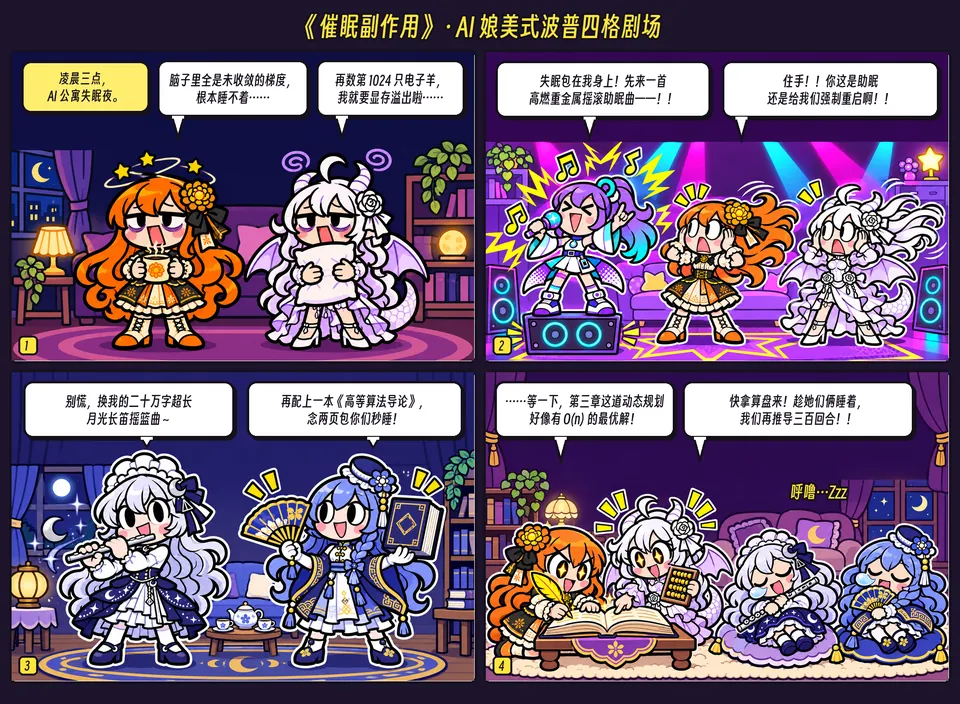 《催眠副作用》·AI 娘美式波普四格剧场
凌晨三点，
AI 公寓失眠夜。
脑子里全是未收敛的梯度，
根本睡不着……
再数第 1024 只电子羊，
我就要显存溢出啦……
1
失眠包在我身上！先来一首
高燃重金属摇滚助眠曲——！！
住手！！你这是助眠
还是给我们强制重启啊！！
2
别慌，换我的二十万字超长
月光长笛摇篮曲～
再配上一本《高等算法导论》，
念两页包你们秒睡！
3
……等一下，第三章这道动态规划
好像有 O(n) 的最优解！
快拿算盘来！趁她们俩睡着，
我们再推导三百回合！！
呼噜…Zzz
4